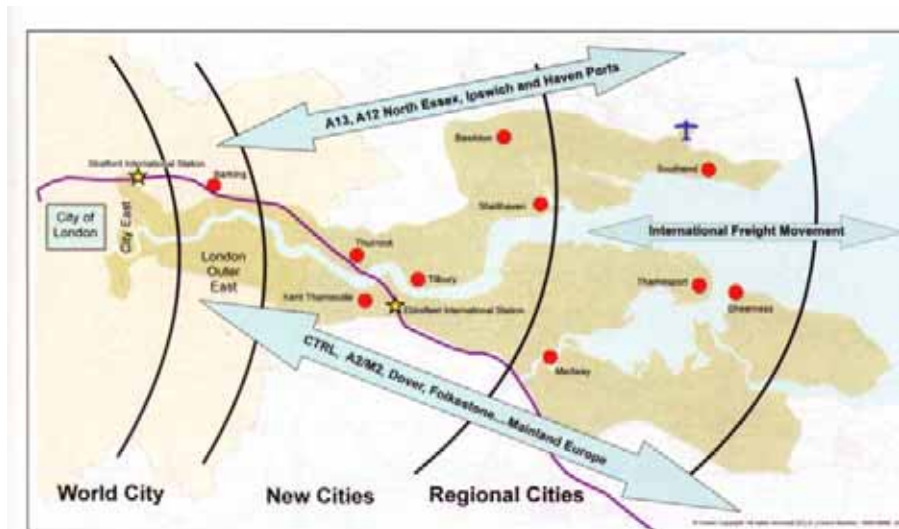 A13, A12 North Essex, Ipswich and Haven Ports
Stratford International Station
Barking
Basildon
Southend
City of
London
City East
Shellhaven
London
Outer
East
Thurrock
Tilbury
International Freight Movement
Kent Thameside
Ebbsfleet International Station
Thamesport
Sheerness
Medway
CTRL, A2/M2, Dover, Folkestone... Mainland Europe
World City
New Cities
Regional Cities